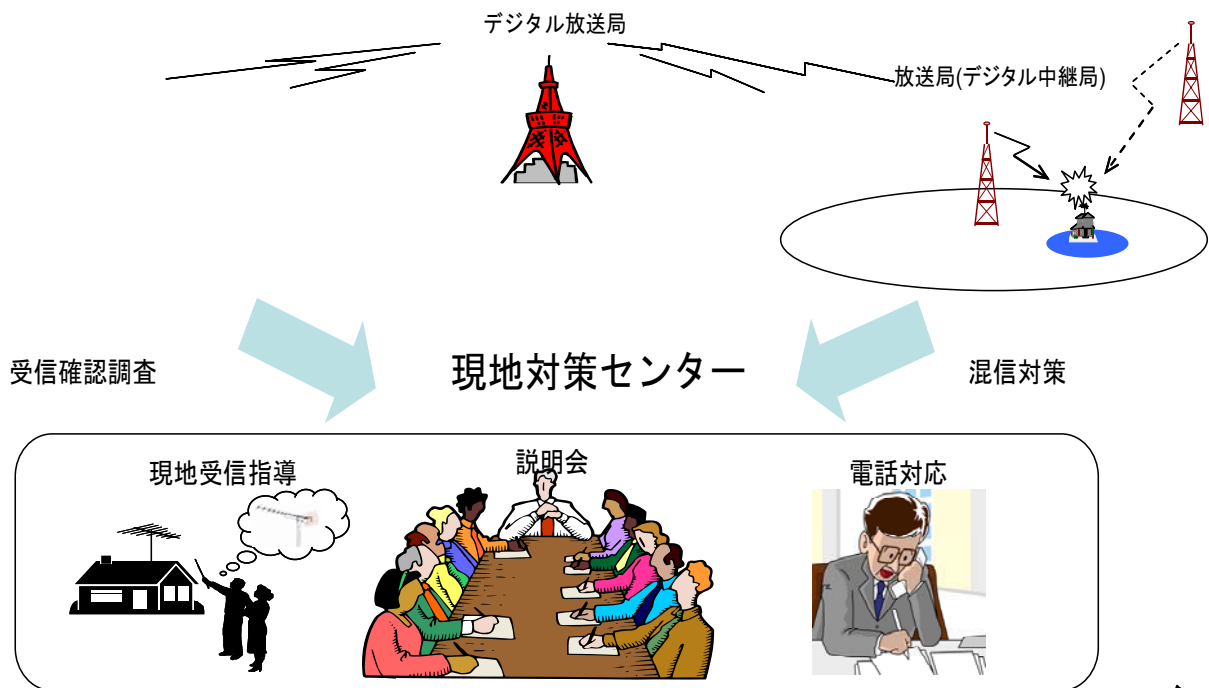 デジタル放送局
放送局(デジタル中継局)
受信確認調査
現地対策センター
混信対策
現地受信指導
説明会
電話対応